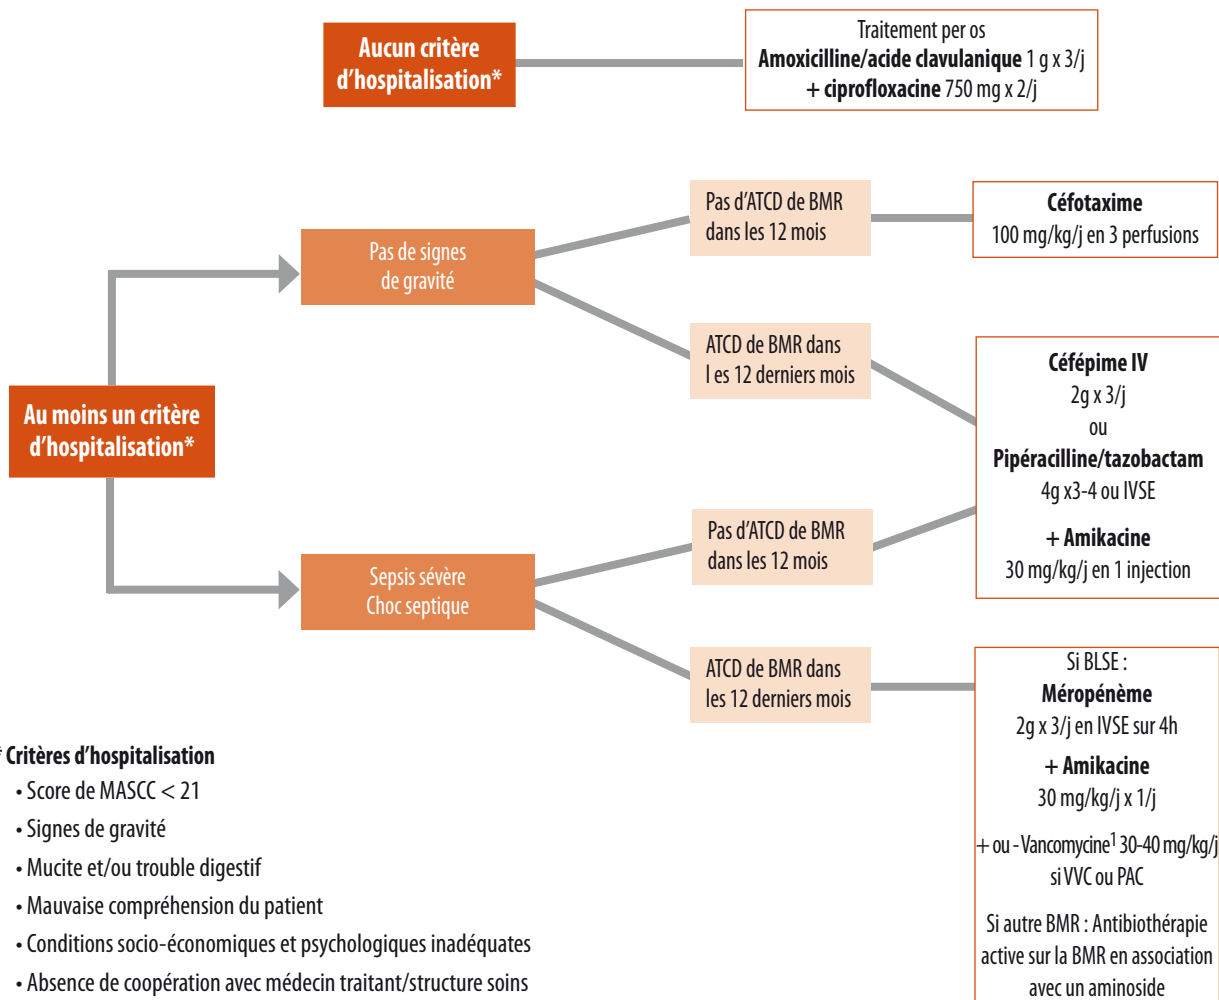 Aucun critère
d'hospitalisation*
Traitement per os
Amoxicilline/acide clavulanique 1 g x 3/j
+ ciprofloxacine 750 mg x 2/j
Au moins un critère
d'hospitalisation*
Pas de signes
de gravité
Pas d'ATCD de BMR
dans les 12 mois
Céfotaxime
100 mg/kg/j en 3 perfusions
ATCD de BMR dans
l es 12 derniers mois
Céfépime IV
2g x 3/j
ou
Pipéracilline/tazobactam
4g x3-4 ou IVSE
+ Amikacine
30 mg/kg/j en 1 injection
Sepsis sévère
Choc septique
Pas d'ATCD de BMR
dans les 12 mois
ATCD de BMR dans
les 12 derniers mois
Si BLSE :
Méropénème
2g x 3/j en IVSE sur 4h
+ Amikacine
30 mg/kg/j x 1/j
+ ou - Vancomycine¹ 30-40 mg/kg/j
si VVC ou PAC
Si autre BMR : Antibiothérapie
active sur la BMR en association
avec un aminoside
* Critères d'hospitalisation
• Score de MASCC < 21
• Signes de gravité
• Mucite et/ou trouble digestif
• Mauvaise compréhension du patient
• Conditions socio-économiques et psychologiques inadéquates
• Absence de coopération avec médecin traitant/structure soins